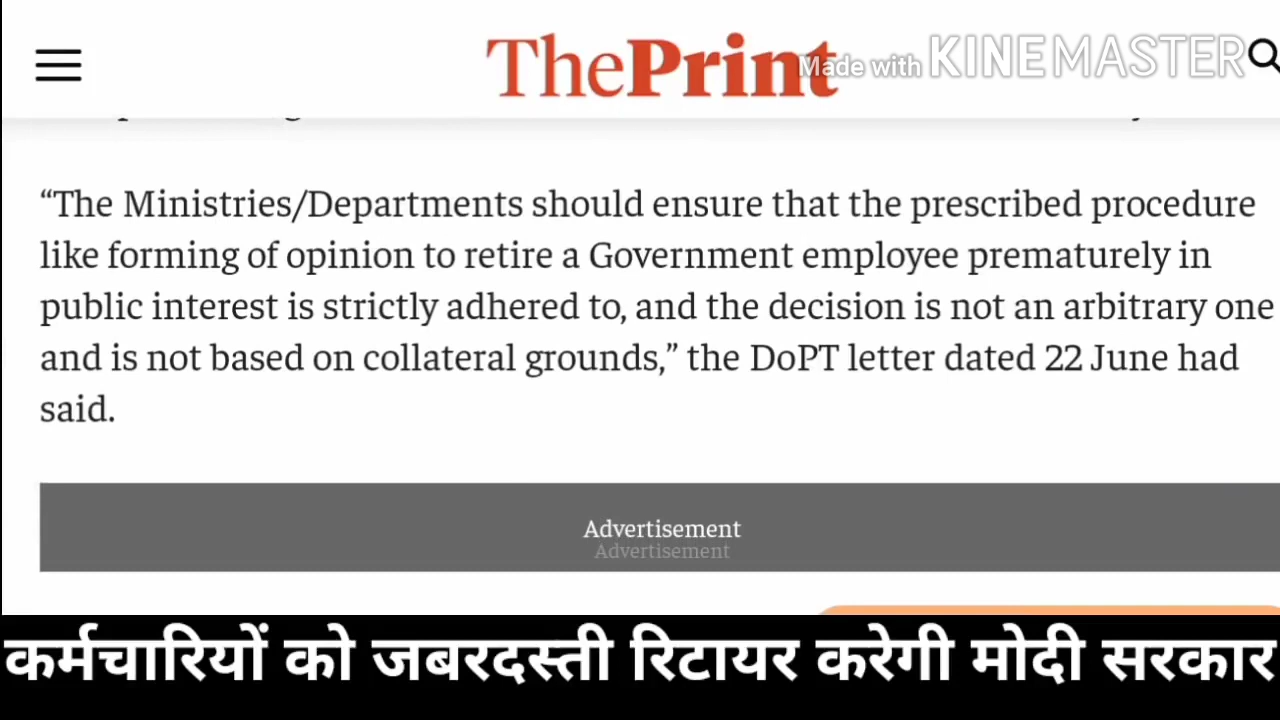 ThePrint
Made with KINEMASTER
“The Ministries/Departments should ensure that the prescribed procedure
like forming of opinion to retire a Government employee prematurely in
public interest is strictly adhered to, and the decision is not an arbitrary one
and is not based on collateral grounds,” the DoPT letter dated 22 June had
said.
Advertisement
Advertisement
कर्मचारियों को जबरदस्ती रिटायर करेगी मोदी सरकार